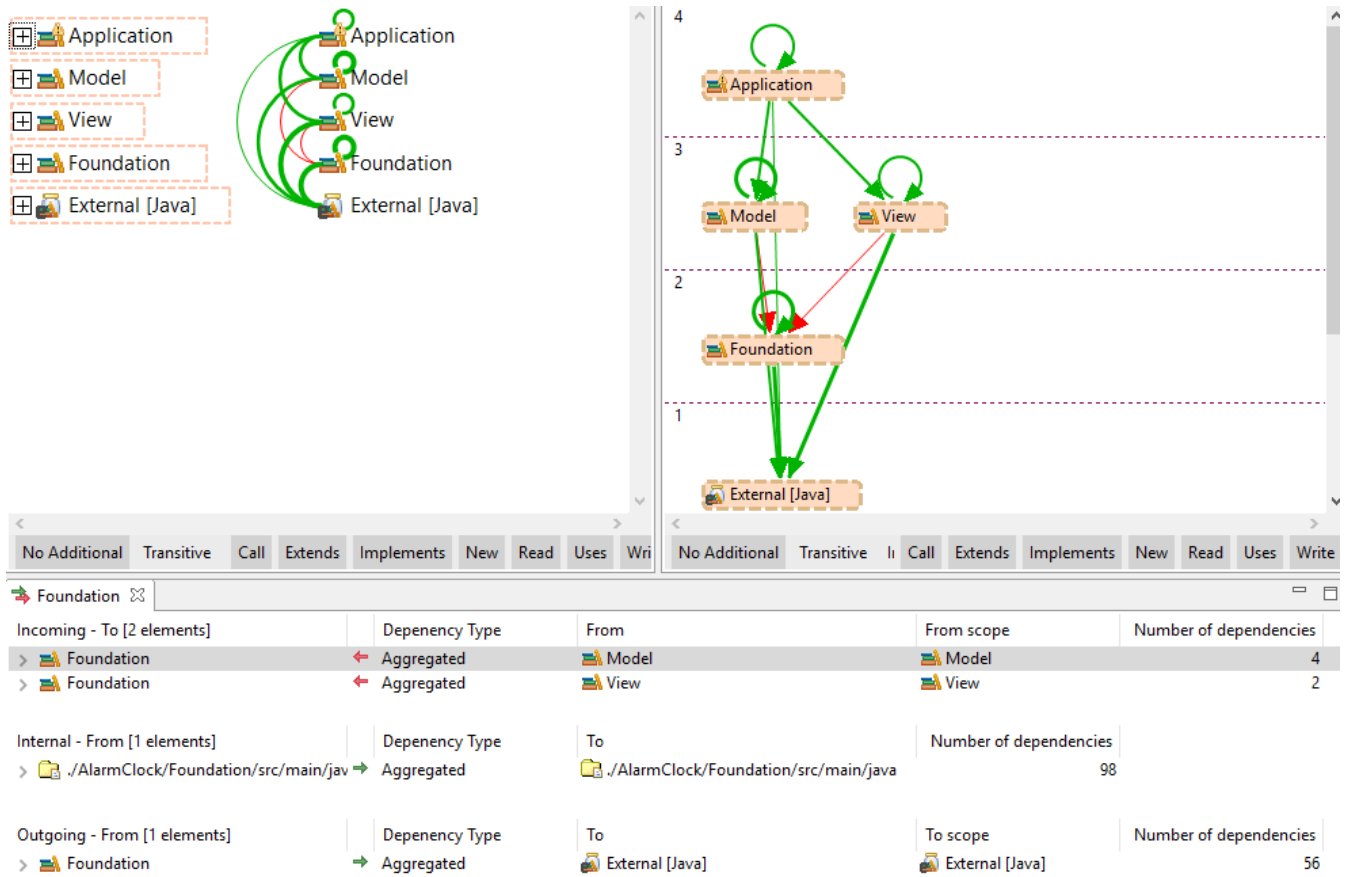 Application
Model
View
Foundation
External [Java]
Application
Model
View
Foundation
External [Java]
4
Application
3
Model
View
2
Foundation
1
External [Java]
No Additional Transitive Call Extends Implements New Read Uses Wri
No Additional Transitive Call Extends Implements New Read Uses Write
Foundation
Incoming - To [2 elements] Depenency Type From From scope Number of dependencies
Foundation Aggregated Model Model 4
Foundation Aggregated View View 2
Internal - From [1 elements] Depenency Type To Number of dependencies
./AlarmClock/Foundation/src/main/jav Aggregated ./AlarmClock/Foundation/src/main/java 98
Outgoing - From [1 elements] Depenency Type To To scope Number of dependencies
Foundation Aggregated External [Java] External [Java] 56